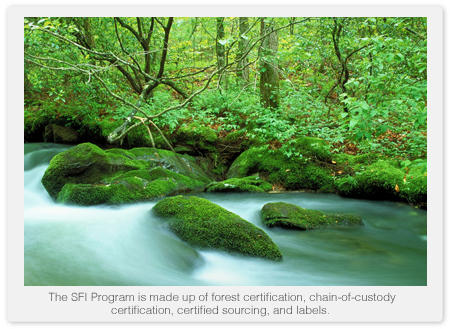 The SFI Program is made up of forest certification, chain-of-custody
certification, certified sourcing, and labels.